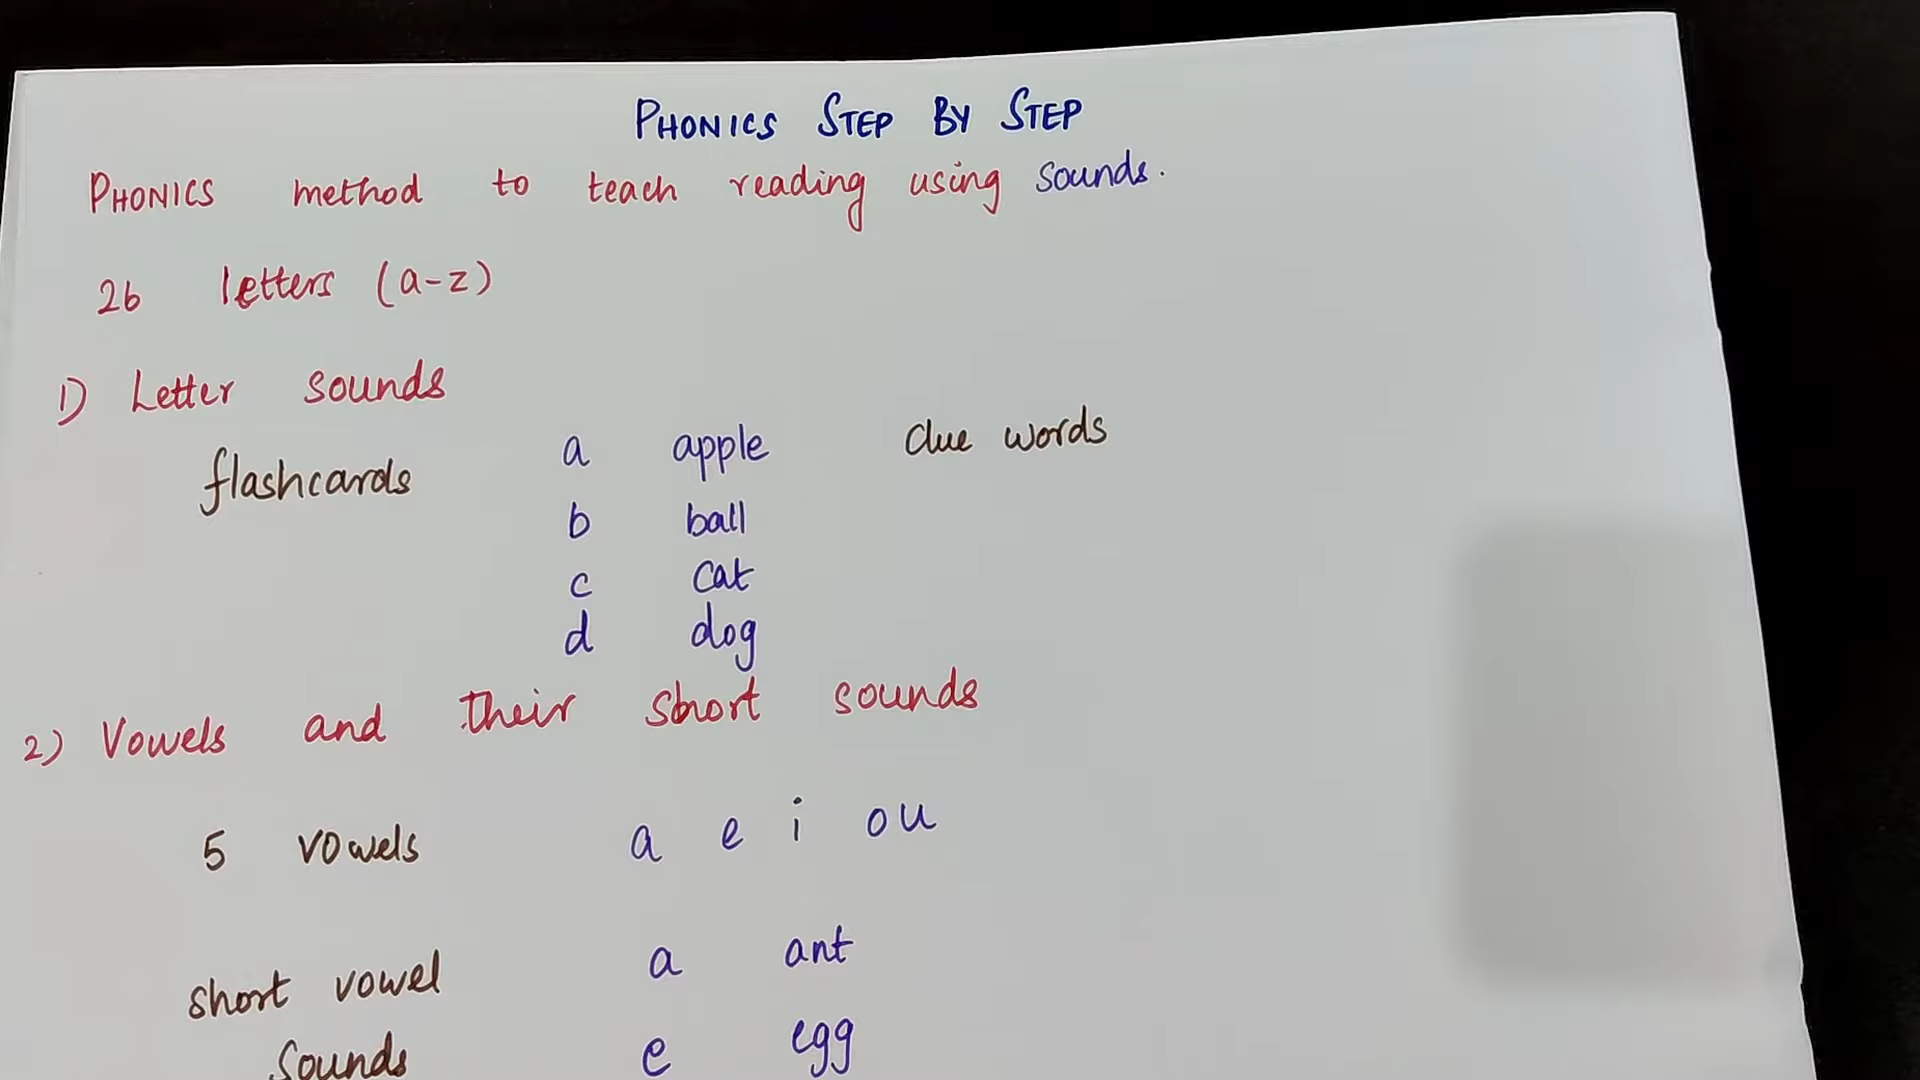 PHONICS STEP BY STEP
PHONICS method to teach reading using sounds.
26 letters (a-z)
1) Letter sounds
flashcards a apple clue words
b ball
c cat
d dog
2) Vowels and their short sounds
5 vowels a e i o u
short vowel a ant
sounds e egg